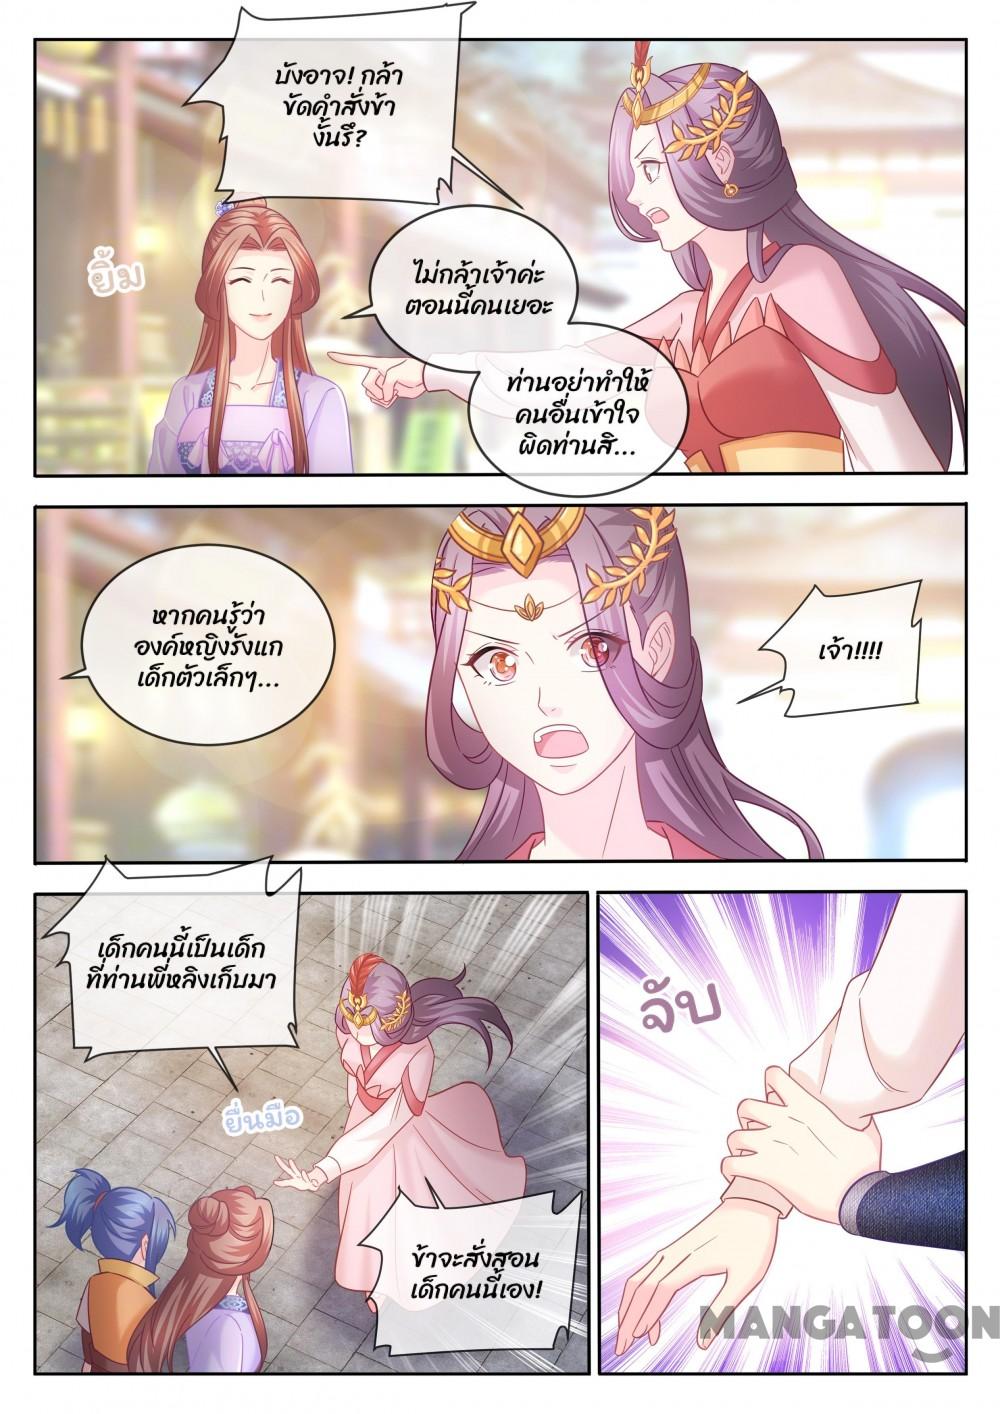 บังอาจ! กล้า
ขัดคำสั่งข้า
งั้นรึ?
ยิ้ม
ไม่กล้าเจ้าค่ะ
ตอนนี้คนเยอะ
ท่านอย่าทำให้
คนอื่นเข้าใจ
ผิดท่านสิ...
หากคนรู้ว่า
องค์หญิงรังแก
เด็กตัวเล็กๆ...
เจ้า!!!!
เด็กคนนี้เป็นเด็ก
ที่ท่านพี่หลิงเก็บมา
ยื่นมือ
ข้าจะสั่งสอน
เด็กคนนี้เอง!
จับ
MANGATOON